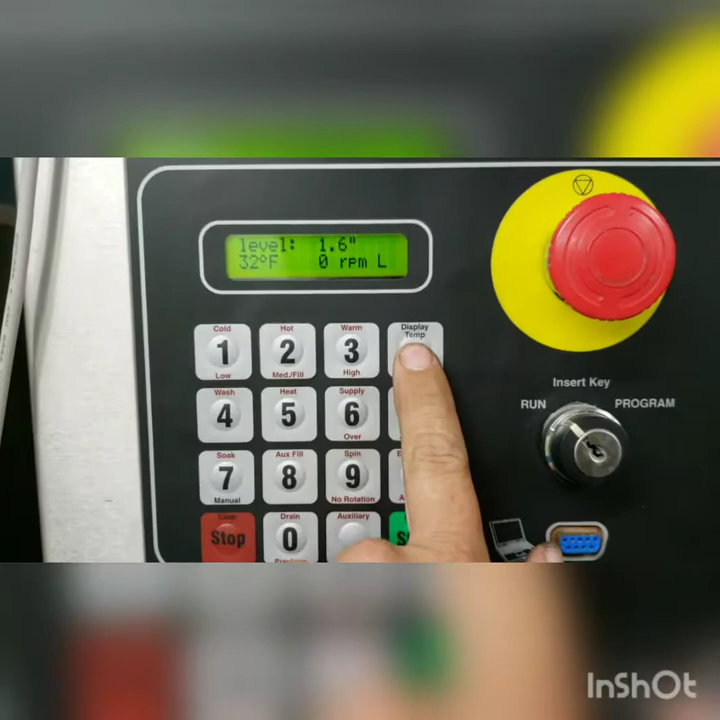 level: 1.6"
32ºF 0 rpm L
Cold
1
Low
Hot
2
Med./Fill
Warm
3
High
Display
Temp
Insert Key
RUN PROGRAM
Wash
4
Heat
5
Supply
6
Over
Soak
7
Manual
Aux Fill
8
Spin
9
No Rotation
Clear
Stop
Drain
0
Auxiliary
InShOt